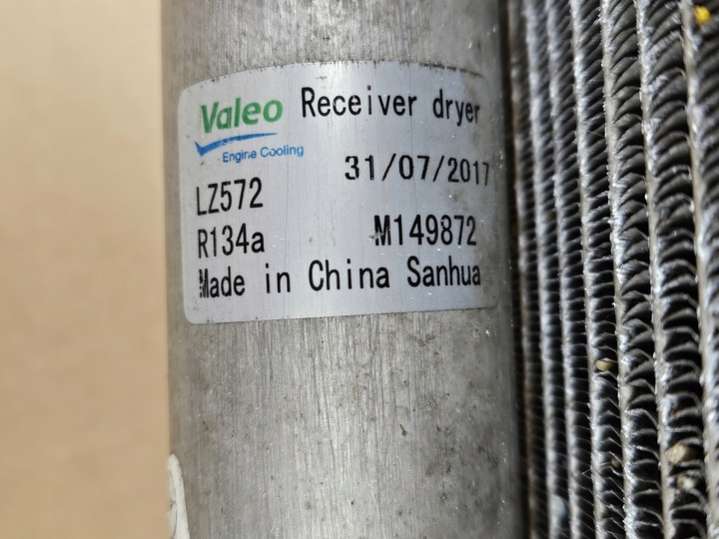 Valeo Receiver dryer
Engine Cooling
31/07/2017
LZ572
R134a M149872
Made in China Sanhua